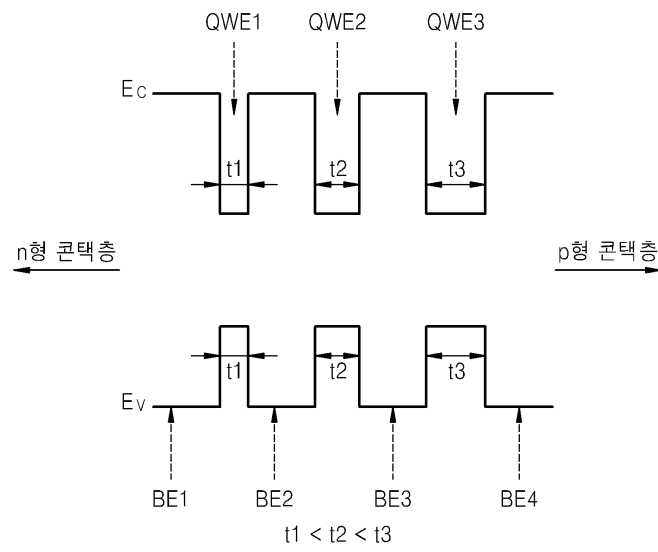 QWE1 QWE2 QWE3
EC
t1 t2 t3
n형 콘택층 p형 콘택층
t1 t2 t3
EV
BE1 BE2 BE3 BE4
t1 < t2 < t3